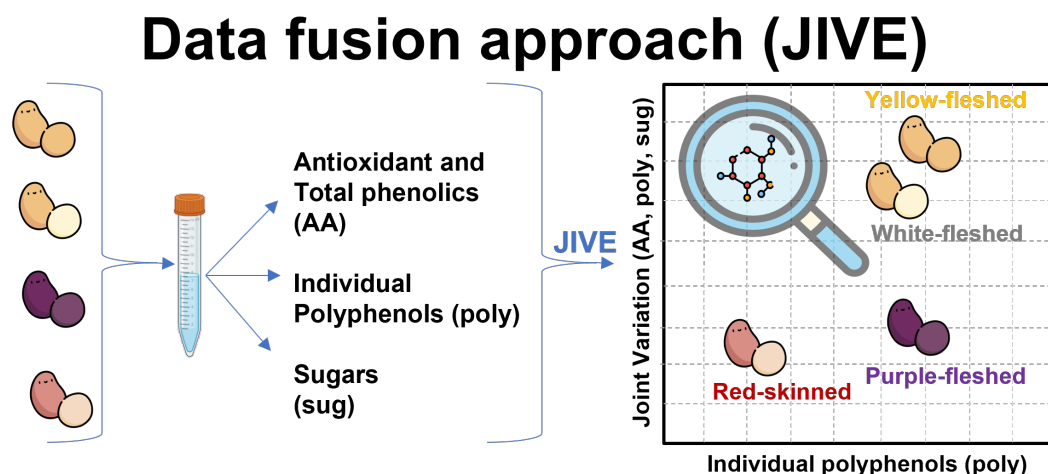 Data fusion approach (JIVE)
Antioxidant and
Total phenolics
(AA)
Individual
Polyphenols (poly)
Sugars
(sug)
JIVE
Joint Variation (AA, poly, sug)
Yellow-fleshed
White-fleshed
Red-skinned
Purple-fleshed
Individual polyphenols (poly)